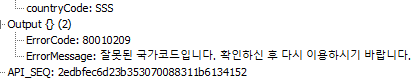 countryCode: SSS
Output {} (2)
ErrorCode: 80010209
ErrorMessage: 잘못된 국가코드입니다. 확인하신 후 다시 이용하시기 바랍니다.
API_SEQ: 2edbfec6d23b353070088311b6134152